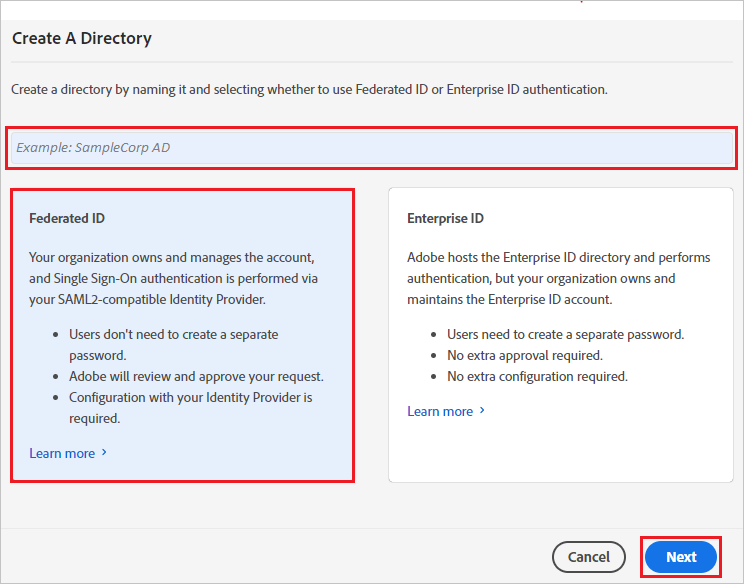 Create A Directory
Create a directory by naming it and selecting whether to use Federated ID or Enterprise ID authentication.
Example: SampleCorp AD
Federated ID
Your organization owns and manages the account,
and Single Sign-On authentication is performed via
your SAML2-compatible Identity Provider.
• Users don't need to create a separate
password.
• Adobe will review and approve your request.
• Configuration with your Identity Provider is
required.
Learn more ›
Enterprise ID
Adobe hosts the Enterprise ID directory and performs
authentication, but your organization owns and
maintains the Enterprise ID account.
• Users need to create a separate password.
• No extra approval required.
• No extra configuration required.
Learn more ›
Cancel
Next